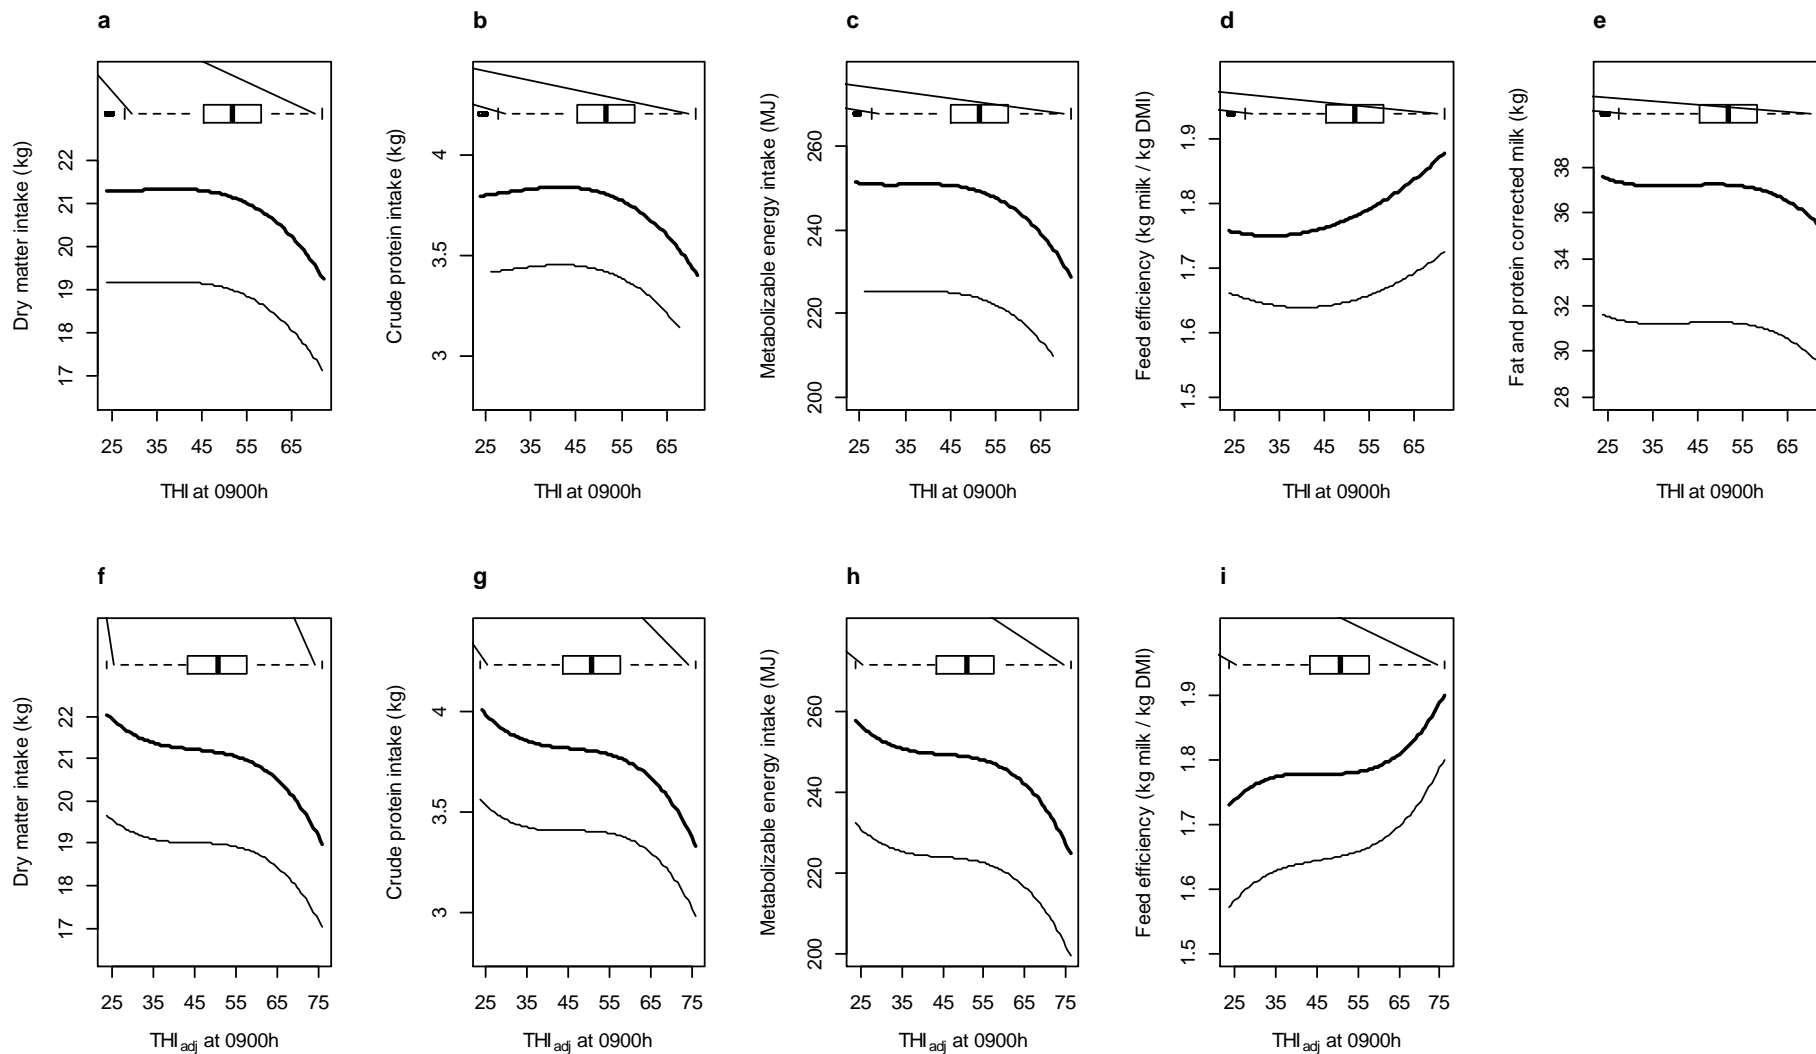 a b c d e
Dry matter intake (kg)
22
21
20
19
18
17
25 35 45 55 65
THI at 0900h
Crude protein intake (kg)
4
3.5
3
25 35 45 55 65
THI at 0900h
Metabolizable energy intake (MJ)
260
240
220
200
25 35 45 55 65
THI at 0900h
Feed efficiency (kg milk / kg DMI)
1.9
1.8
1.7
1.6
1.5
25 35 45 55 65
THI at 0900h
Fat and protein corrected milk (kg)
38
36
34
32
30
28
25 35 45 55 65
THI at 0900h
f g h i
Dry matter intake (kg)
22
21
20
19
18
17
25 35 45 55 65 75
THI adj at 0900h
Crude protein intake (kg)
4
3.5
3
25 35 45 55 65 75
THI adj at 0900h
Metabolizable energy intake (MJ)
260
240
220
200
25 35 45 55 65 75
THI adj at 0900h
Feed efficiency (kg milk / kg DMI)
1.9
1.8
1.7
1.6
1.5
25 35 45 55 65 75
THI adj at 0900h